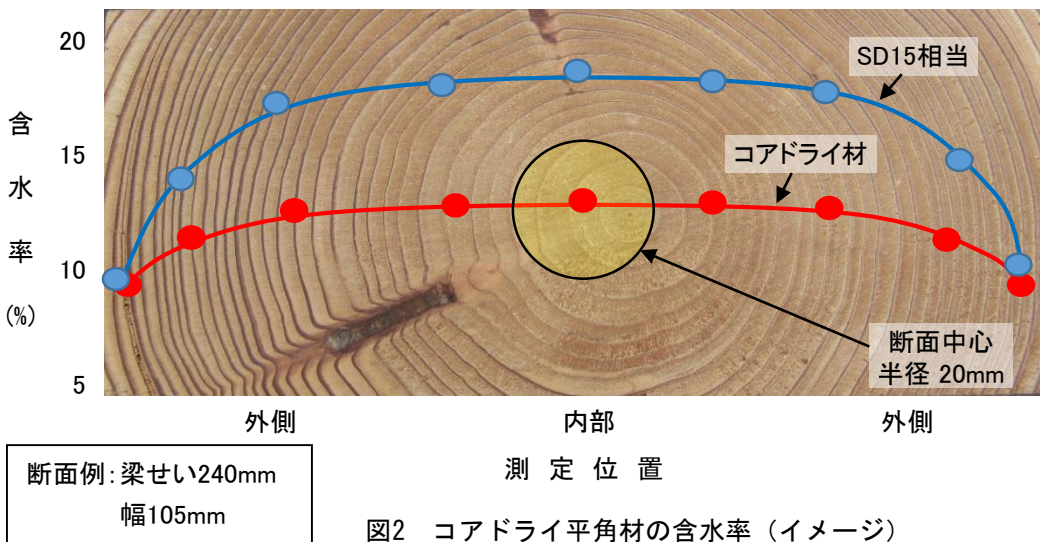 20
15
10
5
含
水
率
(%)
SD15相当
コアドライ材
断面中心
半径 20mm
外側
内部
外側
測 定 位 置
断面例：梁せい240mm
幅105mm
図2 コアドライ平角材の含水率（イメージ）